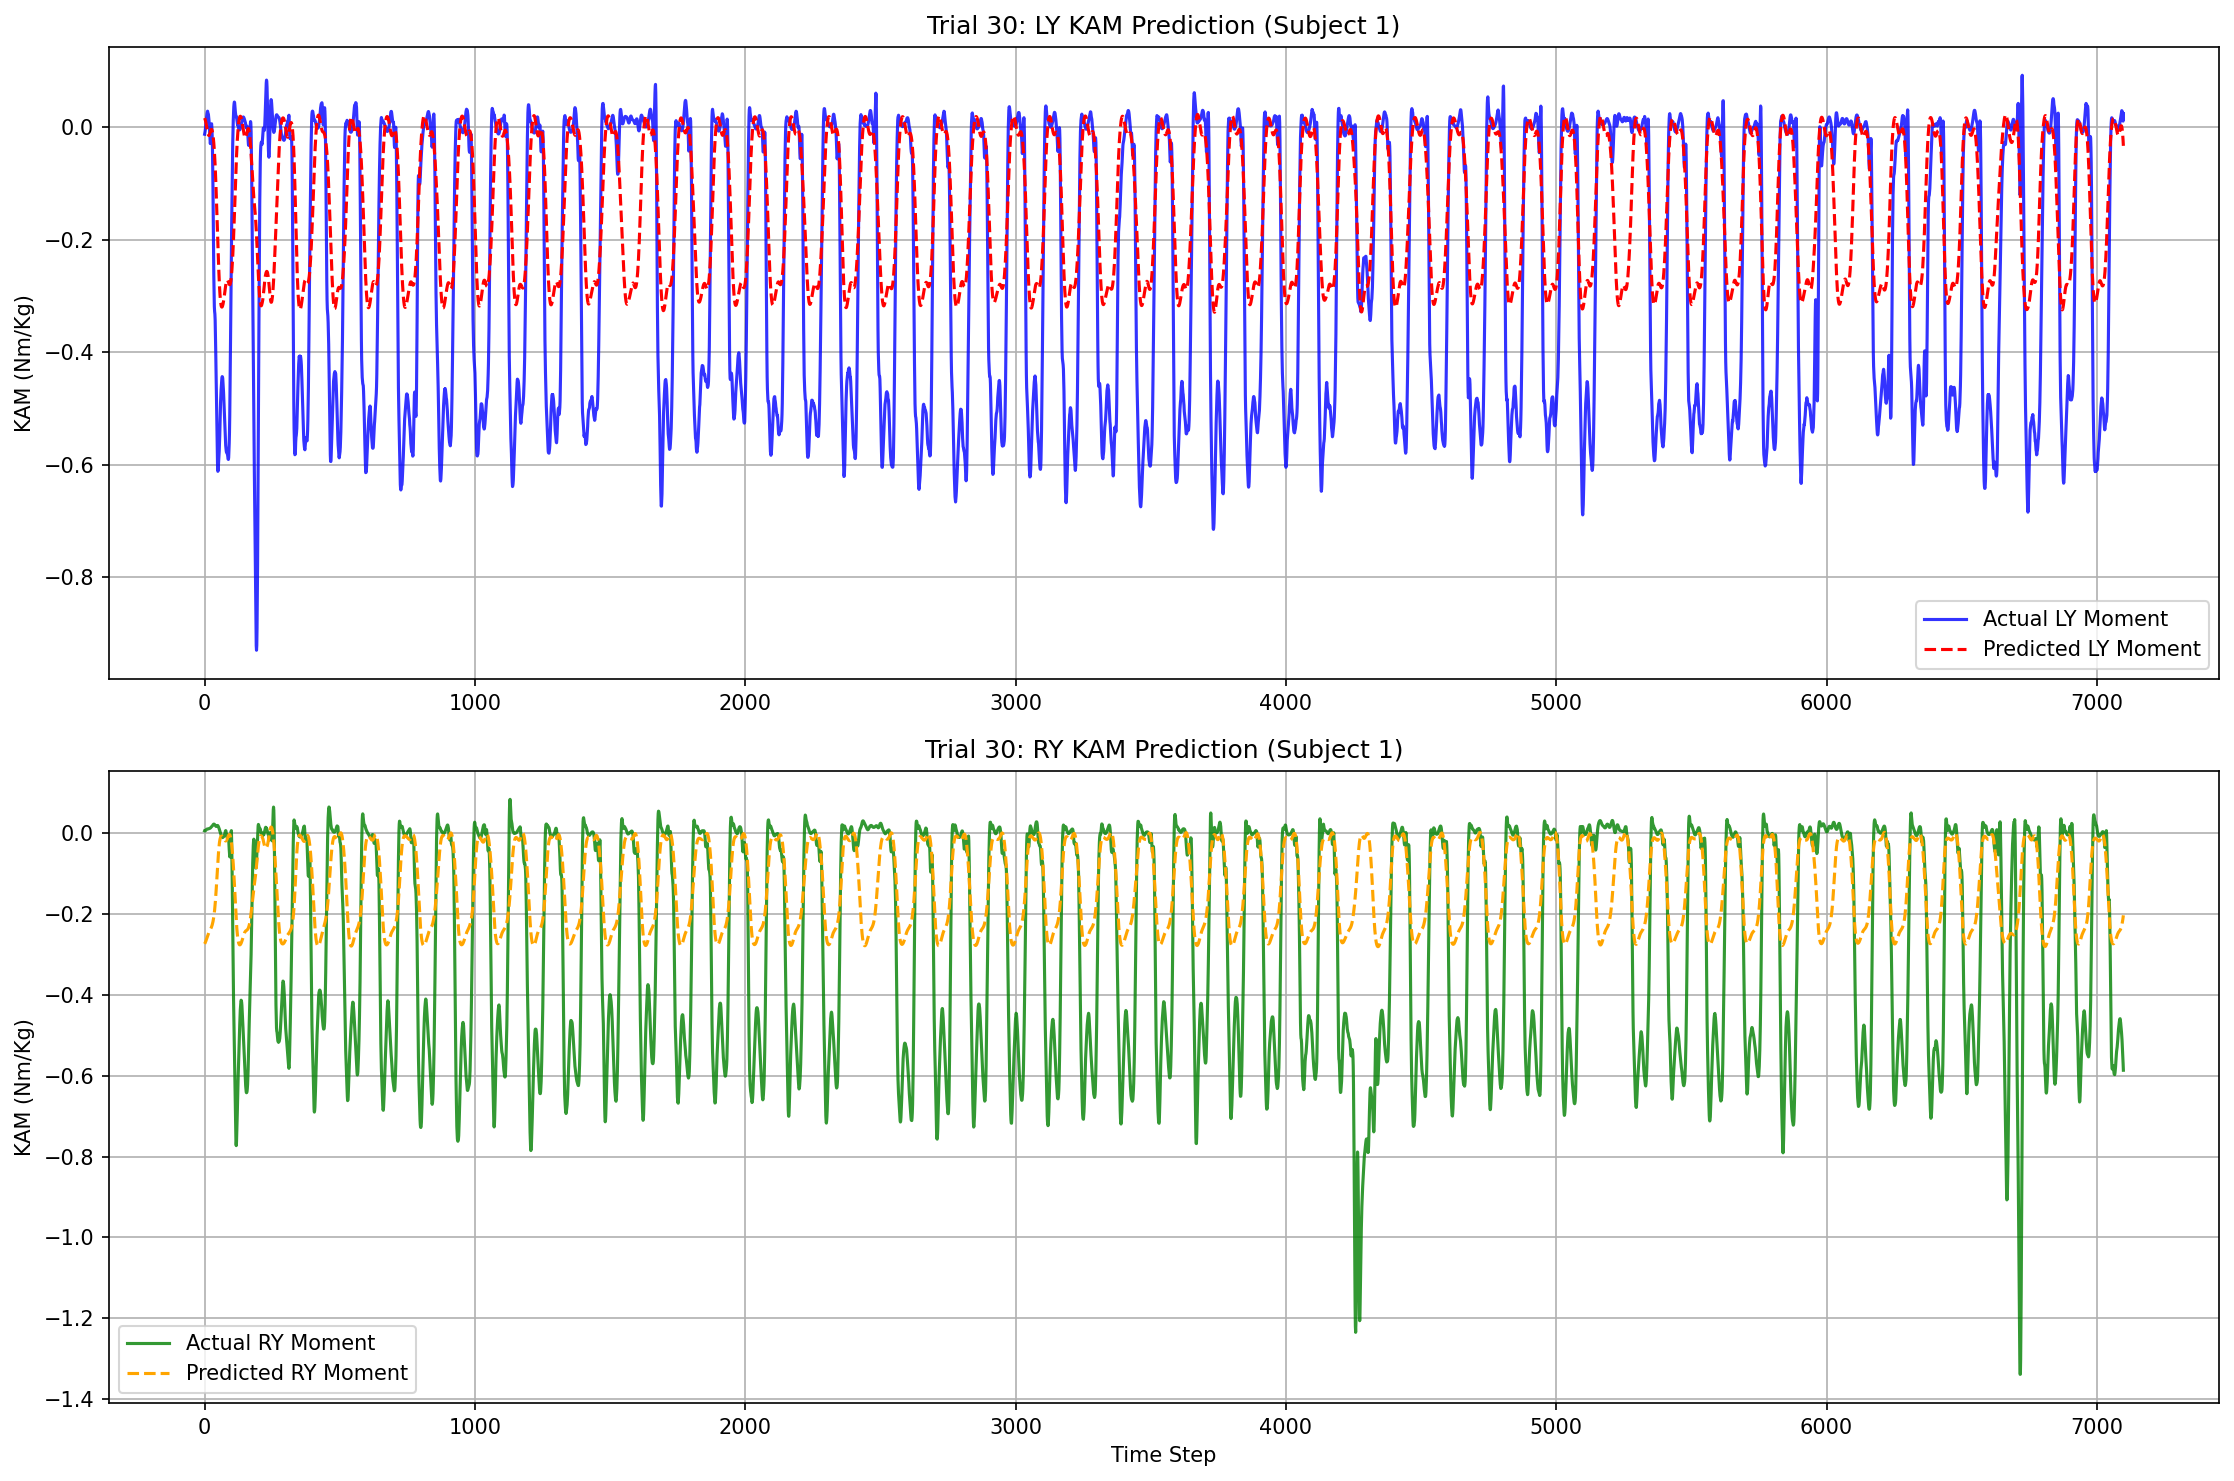 Trial 30: LY KAM Prediction (Subject 1)
0.0
−0.2
−0.4
−0.6
−0.8
KAM (Nm/Kg)
Actual LY Moment
Predicted LY Moment
0 1000 2000 3000 4000 5000 6000 7000
Trial 30: RY KAM Prediction (Subject 1)
0.0
−0.2
−0.4
−0.6
−0.8
−1.0
−1.2
−1.4
KAM (Nm/Kg)
Actual RY Moment
Predicted RY Moment
0 1000 2000 3000 4000 5000 6000 7000
Time Step